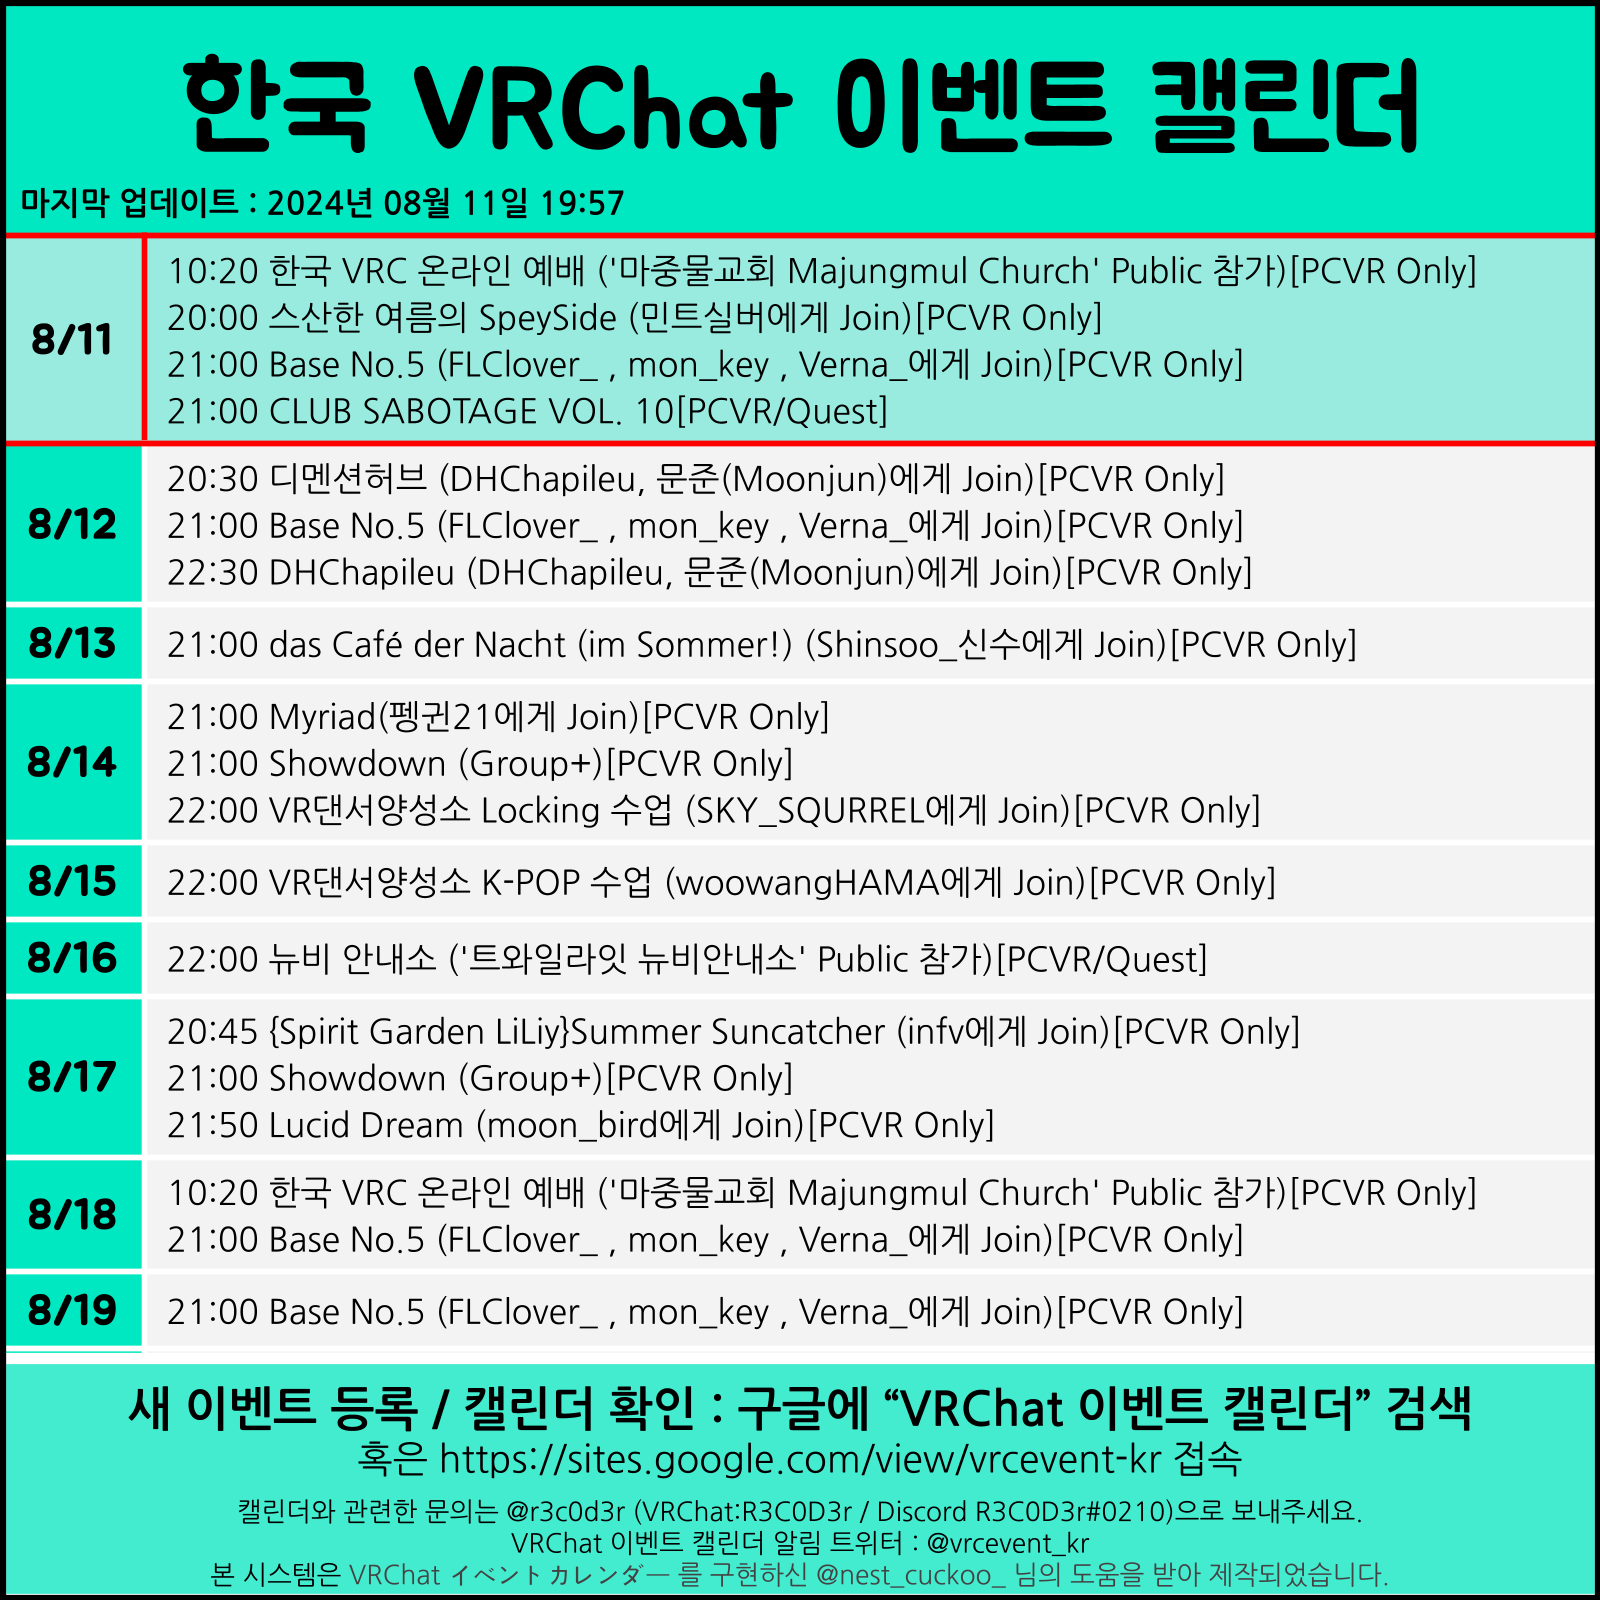 한국 VRChat 이벤트 캘린더
마지막 업데이트 : 2024년 08월 11일 19:57
8/11
10:20 한국 VRC 온라인 예배 ('마중물교회 Majungmul Church' Public 참가)[PCVR Only]
20:00 스산한 여름의 SpeySide (민트실버에게 Join)[PCVR Only]
21:00 Base No.5 (FLClover_ , mon_key , Verna_에게 Join)[PCVR Only]
21:00 CLUB SABOTAGE VOL. 10[PCVR/Quest]
8/12
20:30 디멘션허브 (DHChapileu, 문준(Moonjun)에게 Join)[PCVR Only]
21:00 Base No.5 (FLClover_ , mon_key , Verna_에게 Join)[PCVR Only]
22:30 DHChapileu (DHChapileu, 문준(Moonjun)에게 Join)[PCVR Only]
8/13
21:00 das Café der Nacht (im Sommer!) (Shinsoo_신수에게 Join)[PCVR Only]
8/14
21:00 Myriad(펭귄21에게 Join)[PCVR Only]
21:00 Showdown (Group+)[PCVR Only]
22:00 VR댄서양성소 Locking 수업 (SKY_SQURREL에게 Join)[PCVR Only]
8/15
22:00 VR댄서양성소 K-POP 수업 (woowangHAMA에게 Join)[PCVR Only]
8/16
22:00 뉴비 안내소 ('트와일라잇 뉴비안내소' Public 참가)[PCVR/Quest]
8/17
20:45 {Spirit Garden LiLiy}Summer Suncatcher (infv에게 Join)[PCVR Only]
21:00 Showdown (Group+)[PCVR Only]
21:50 Lucid Dream (moon_bird에게 Join)[PCVR Only]
8/18
10:20 한국 VRC 온라인 예배 ('마중물교회 Majungmul Church' Public 참가)[PCVR Only]
21:00 Base No.5 (FLClover_ , mon_key , Verna_에게 Join)[PCVR Only]
8/19
21:00 Base No.5 (FLClover_ , mon_key , Verna_에게 Join)[PCVR Only]
새 이벤트 등록 / 캘린더 확인 : 구글에 “VRChat 이벤트 캘린더” 검색
혹은 https://sites.google.com/view/vrcevent-kr 접속
캘린더와 관련한 문의는 @r3c0d3r (VRChat:R3C0D3r / Discord R3C0D3r#0210)으로 보내주세요.
VRChat 이벤트 캘린더 알림 트위터 : @vrcevent_kr
본 시스템은 VRChat イベントカレンダー 를 구현하신 @nest_cuckoo_ 님의 도움을 받아 제작되었습니다.